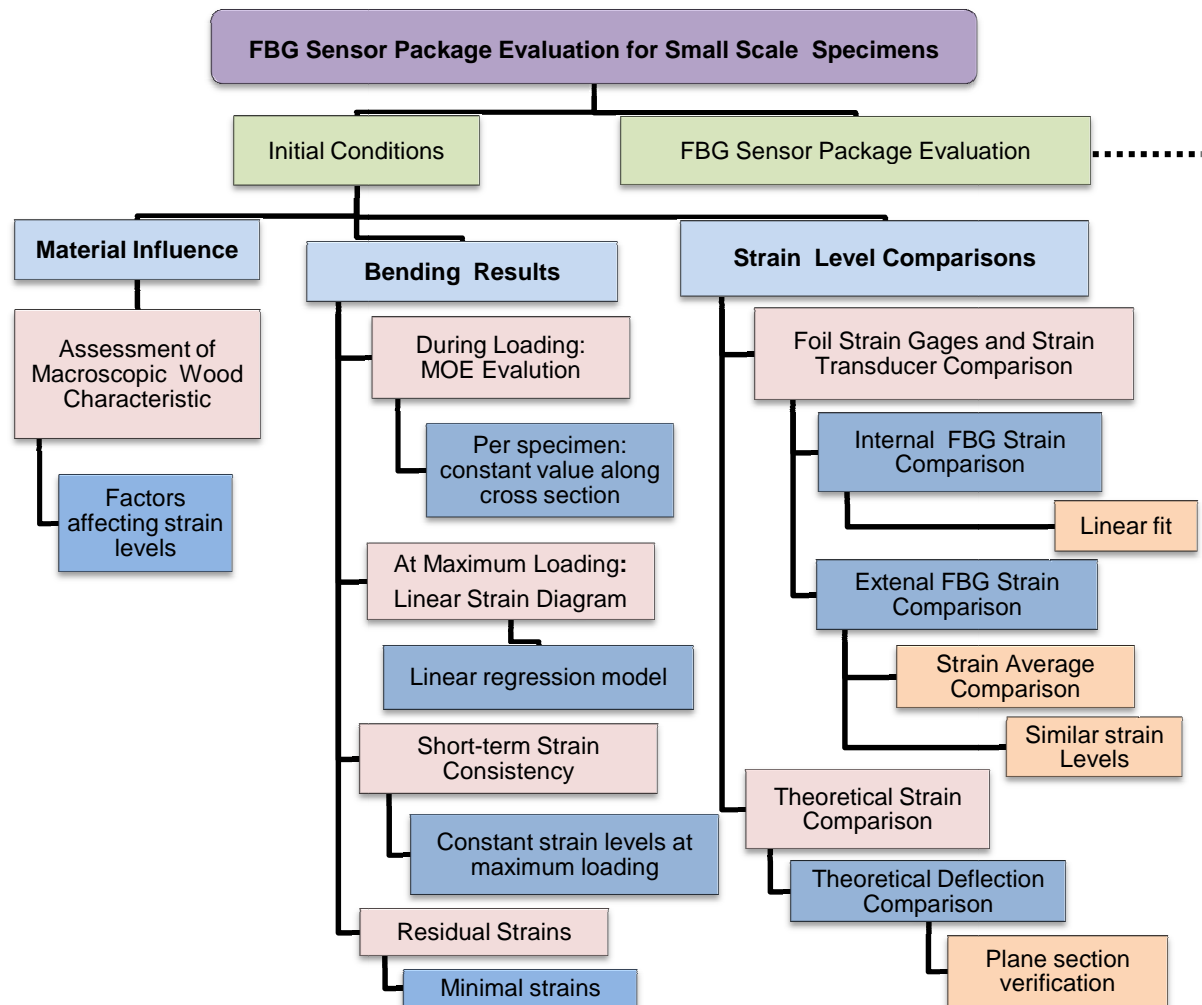 FBG Sensor Package Evaluation for Small Scale Specimens
Initial Conditions
FBG Sensor Package Evaluation
Material Influence
Assessment of
Macroscopic Wood
Characteristic
Factors
affecting strain
levels
Bending Results
During Loading:
MOE Evalution
Per specimen:
constant value along
cross section
At Maximum Loading:
Linear Strain Diagram
Linear regression model
Short-term Strain
Consistency
Constant strain levels at
maximum loading
Residual Strains
Minimal strains
Strain Level Comparisons
Foil Strain Gages and Strain
Transducer Comparison
Internal FBG Strain
Comparison
Linear fit
Extenal FBG Strain
Comparison
Strain Average
Comparison
Similar strain
Levels
Theoretical Strain
Comparison
Theoretical Deflection
Comparison
Plane section
verification